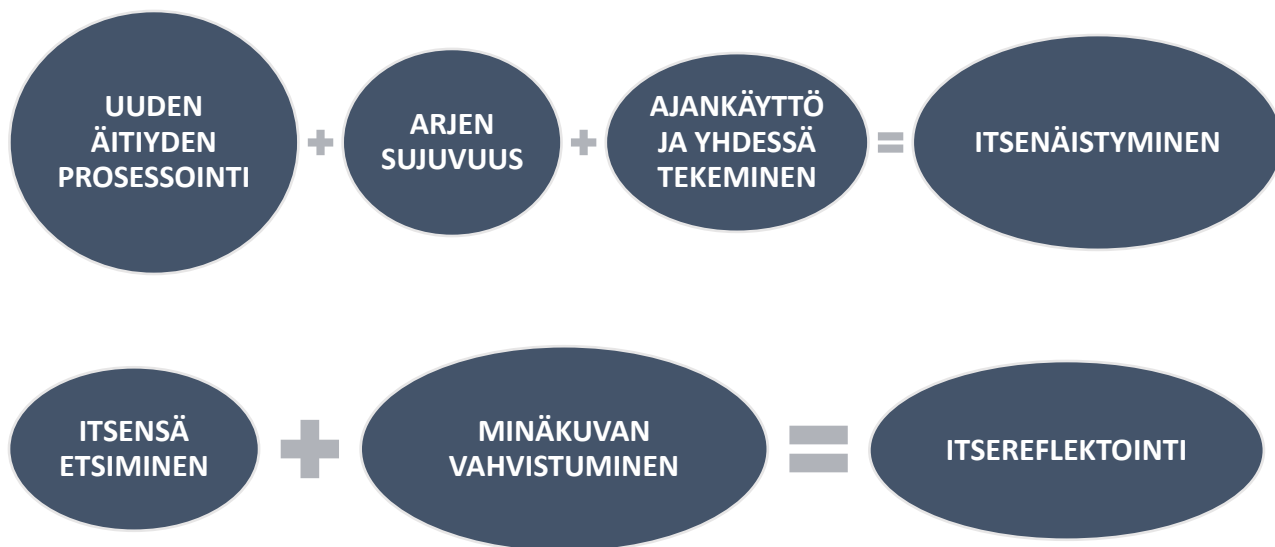 UUDEN
ÄITIYDEN
PROSESSOINTI
+
ARJEN
SUJUVUUS
+
AJANKÄYTTÖ
JA YHDESSÄ
TEKEMINEN
=
ITSENÄISTYMINEN
ITSENSÄ
ETSIMINEN
+
MINÄKUVAN
VAHVISTUMINEN
=
ITSEREFLEKTOINTI